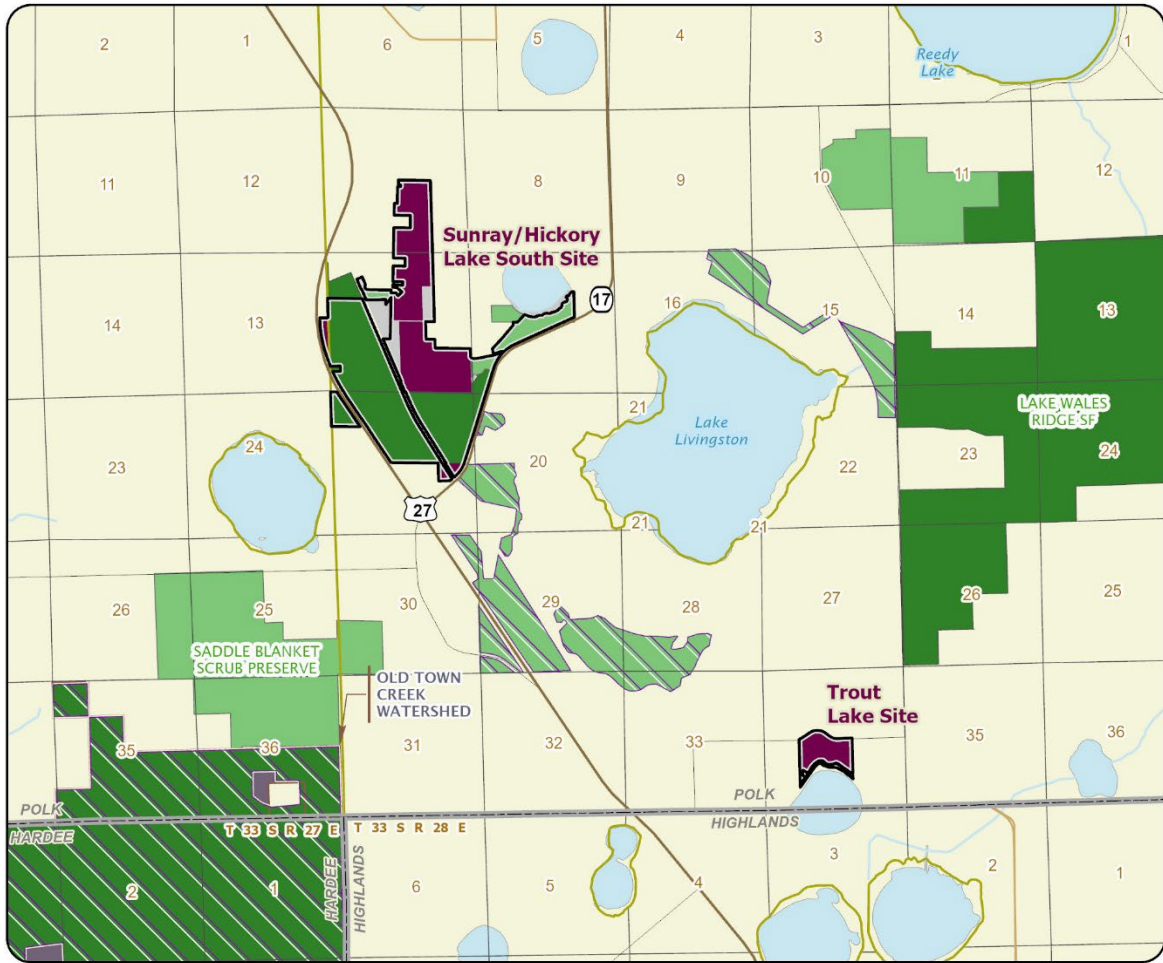 2
1
6
5
4
3
1
Reedy
Lake
11
12
8
9
10
11
12
Sunray/Hickory
Lake South Site
17
14
13
16
15
14
13
21
LAKE WALES
RIDGE SF
Lake
Livingston
24
23
20
22
23
24
27
21
21
26
25
30
29
28
27
26
25
SADDLE BLANKET
SCRUB PRESERVE
OLD TOWN
CREEK
WATERSHED
Trout
Lake Site
35
36
31
32
33
35
36
POLK
HARDEE
POLK
HIGHLANDS
T 33 S R 27 E
T 33 S R 28 E
HARDEE
HIGHLANDS
2
1
6
5
4
3
2
1